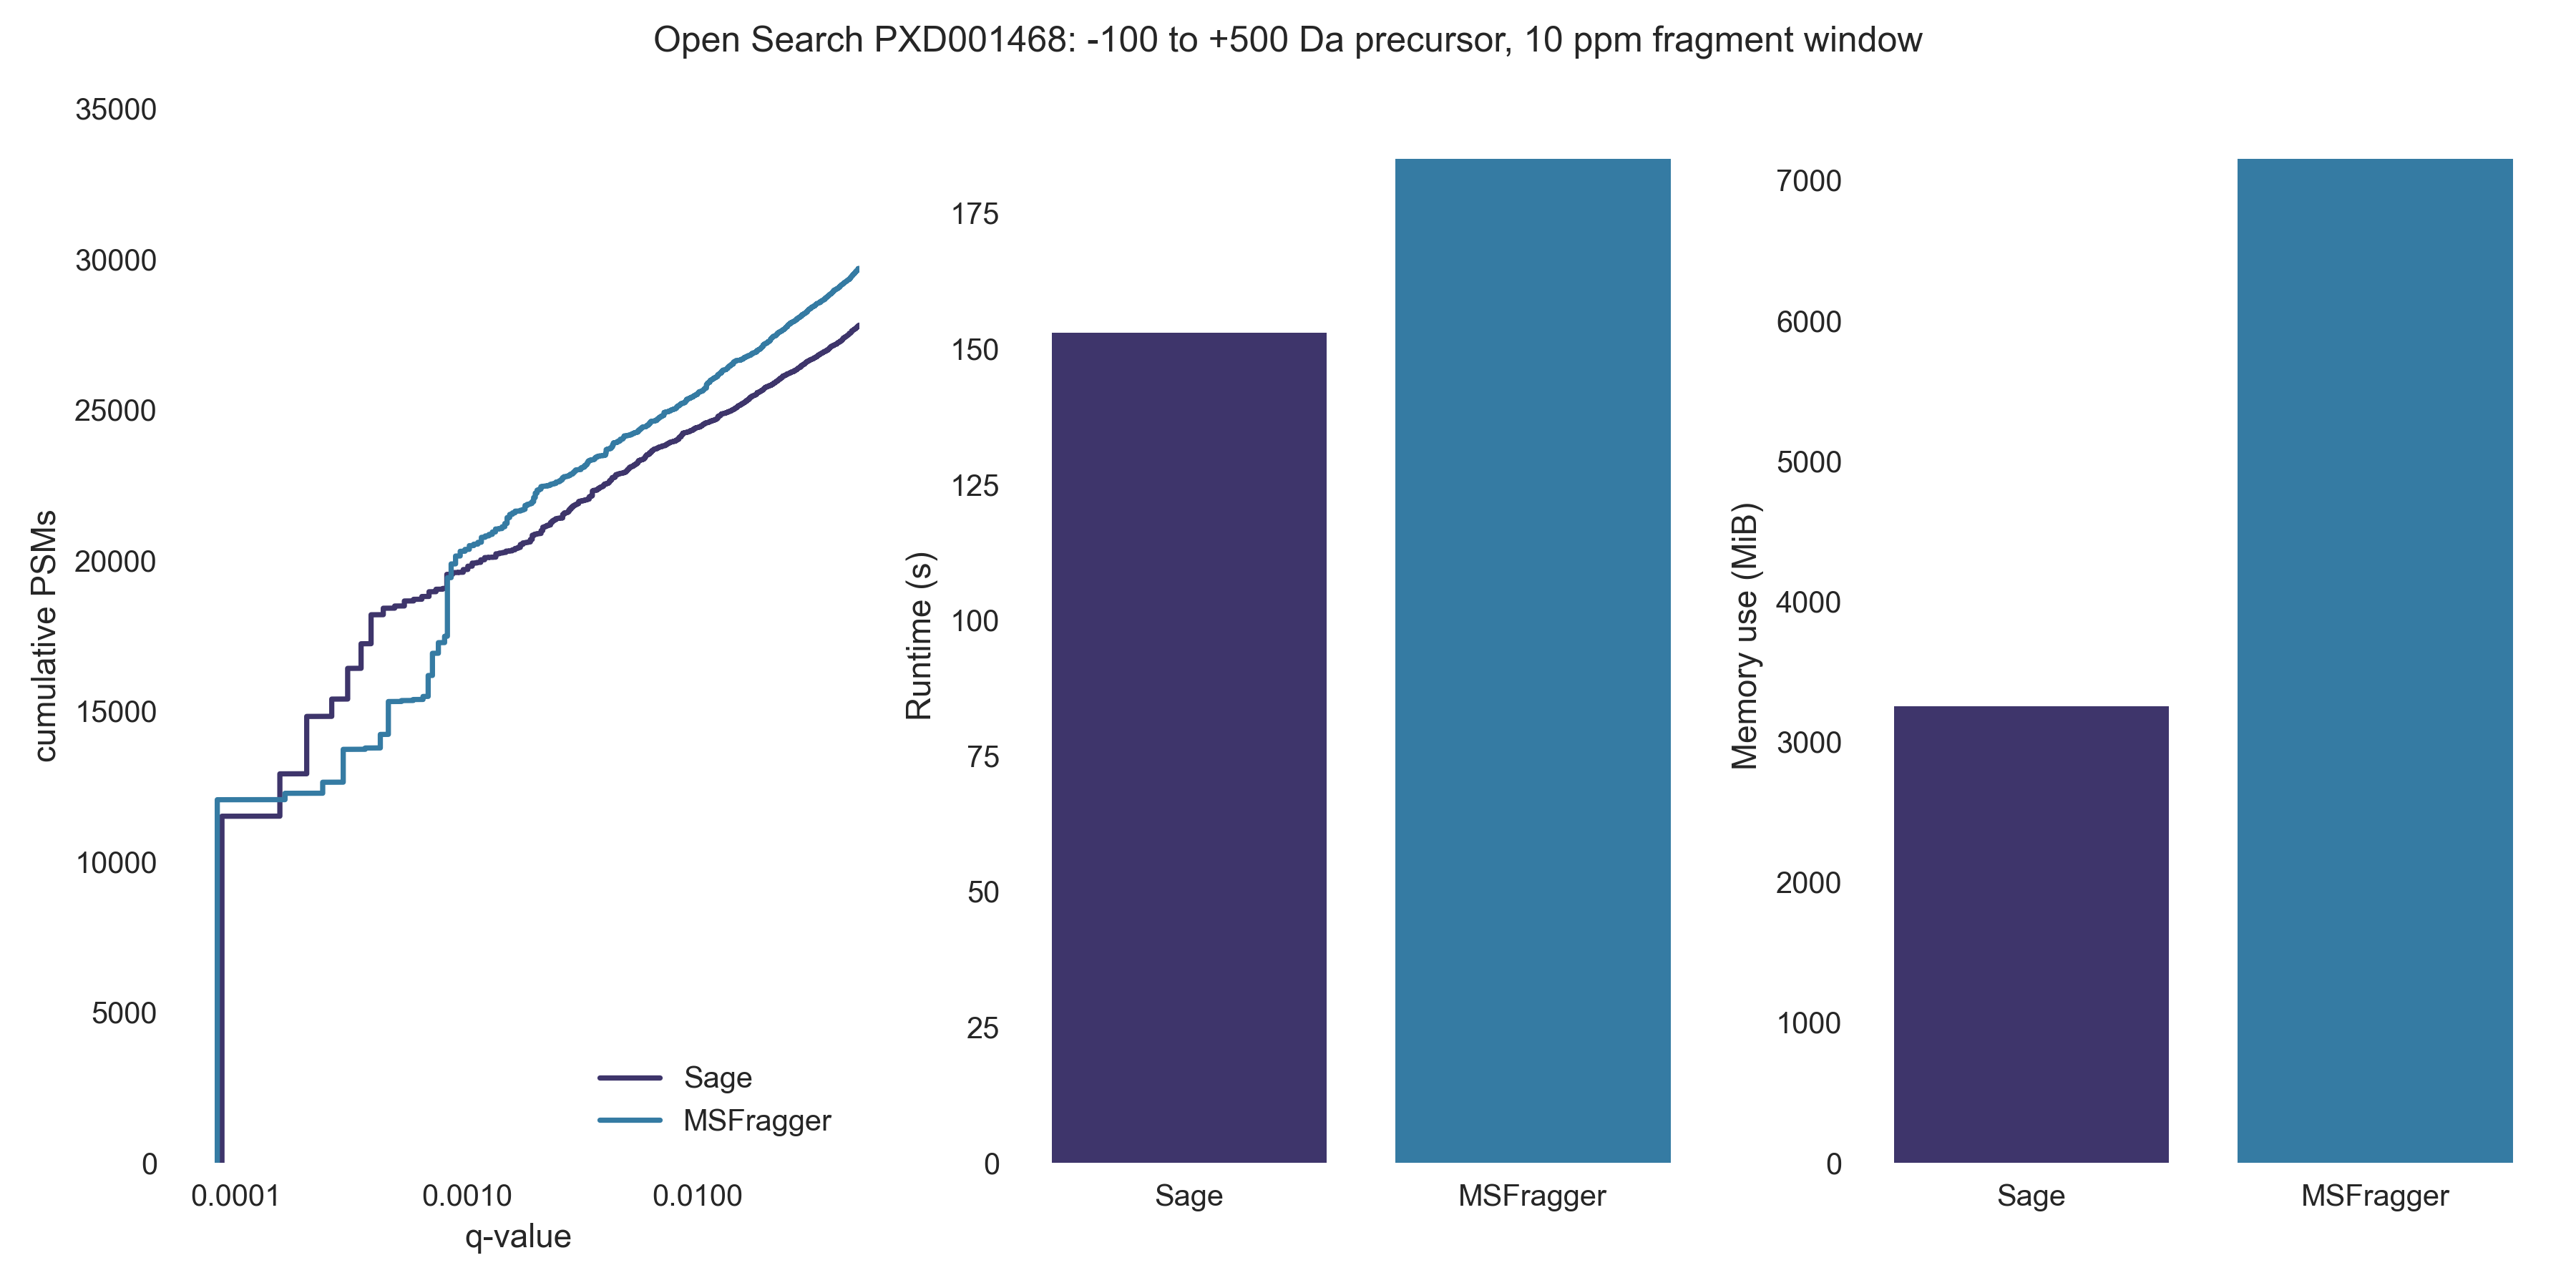 Open Search PXD001468: -100 to +500 Da precursor, 10 ppm fragment window
cumulative PSMs
35000
30000
25000
20000
15000
10000
5000
0
0.0001
0.0010
0.0100
q-value
Sage
MSFragger
Runtime (s)
175
150
125
100
75
50
25
0
Sage
MSFragger
Memory use (MiB)
7000
6000
5000
4000
3000
2000
1000
0
Sage
MSFragger